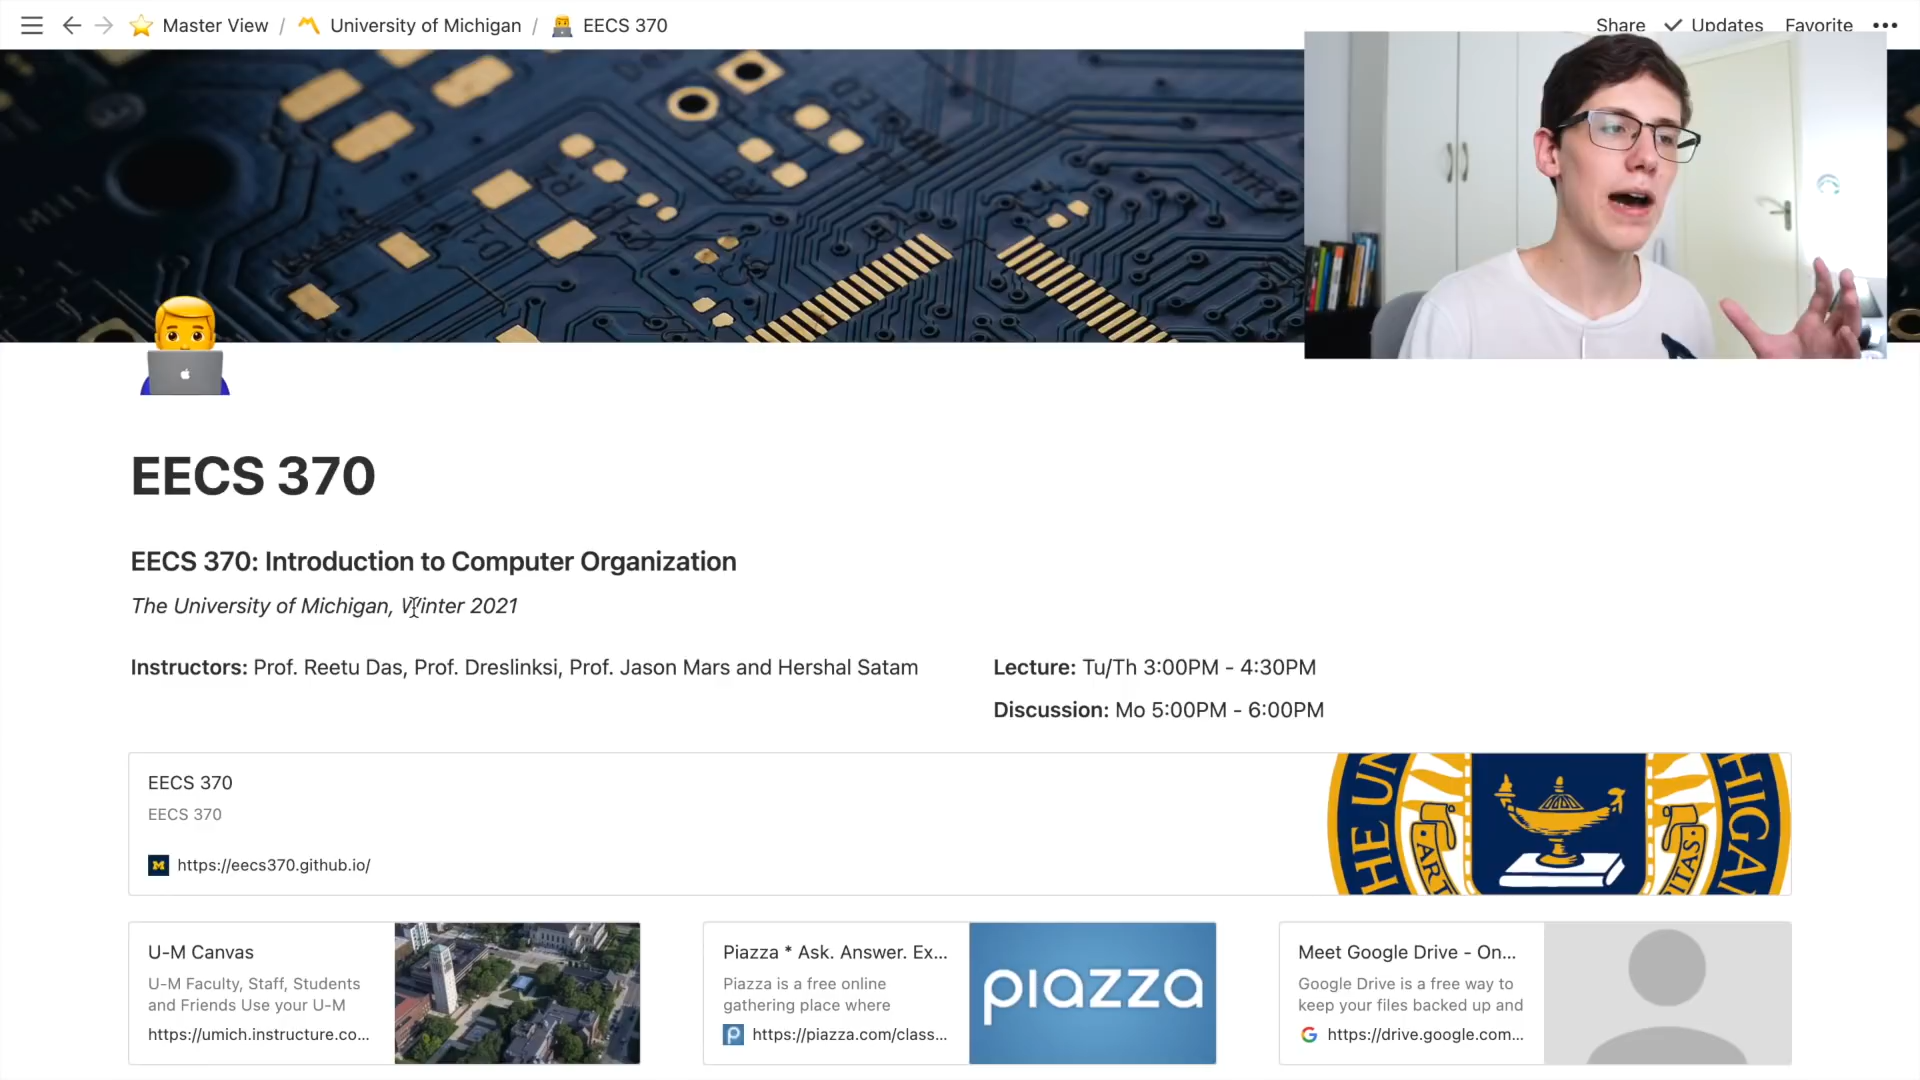 Master View / University of Michigan / EECS 370
Share Updates Favorite
EECS 370
EECS 370: Introduction to Computer Organization
The University of Michigan, Winter 2021
Instructors: Prof. Reetu Das, Prof. Dreslinksi, Prof. Jason Mars and Hershal Satam
Lecture: Tu/Th 3:00PM - 4:30PM
Discussion: Mo 5:00PM - 6:00PM
EECS 370
EECS 370
https://eecs370.github.io/
THE UN
HIGAN
ART
ITAS
U-M Canvas
U-M Faculty, Staff, Students
and Friends Use your U-M
https://umich.instructure.co...
Piazza * Ask. Answer. Ex...
Piazza is a free online
gathering place where
https://piazza.com/class...
piazza
Meet Google Drive - On...
Google Drive is a free way to
keep your files backed up and
https://drive.google.com...